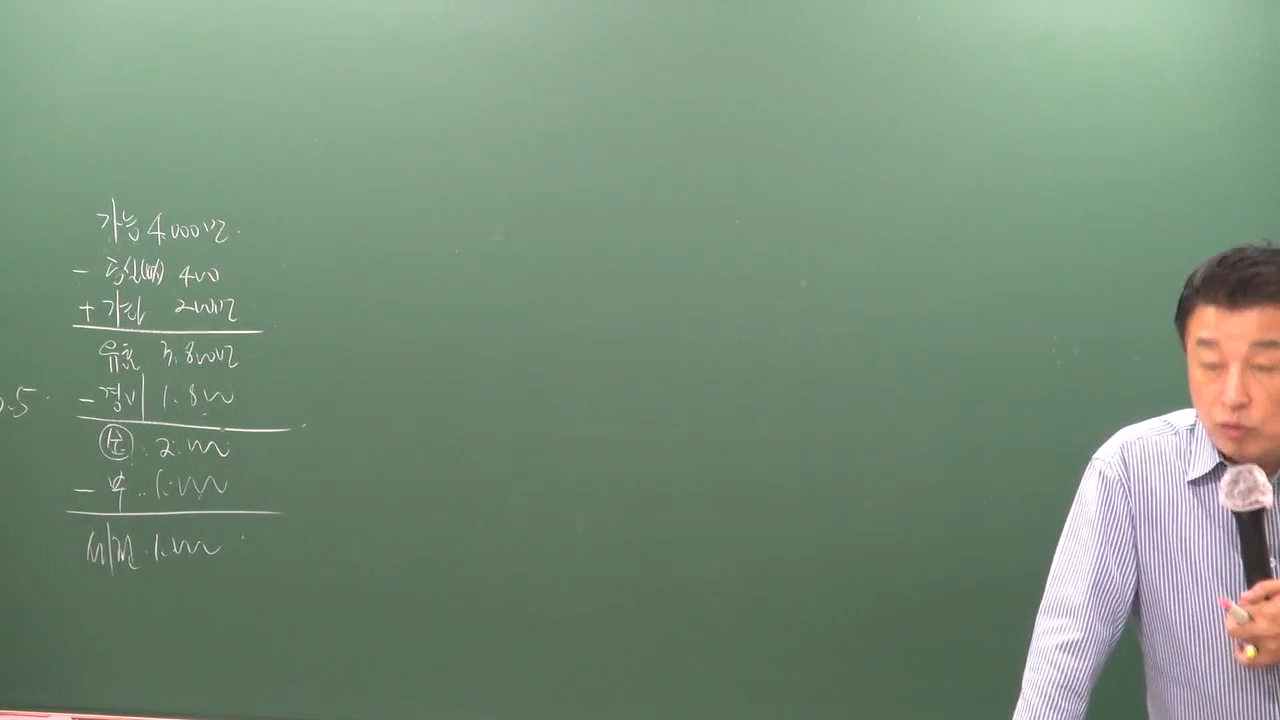 가능 4.000만
- 공실(대) 400
+ 기타 200만
유효 3.800만
- 경비 1.800
0.5
순 2.000
- 부 1.000
세전 1.000